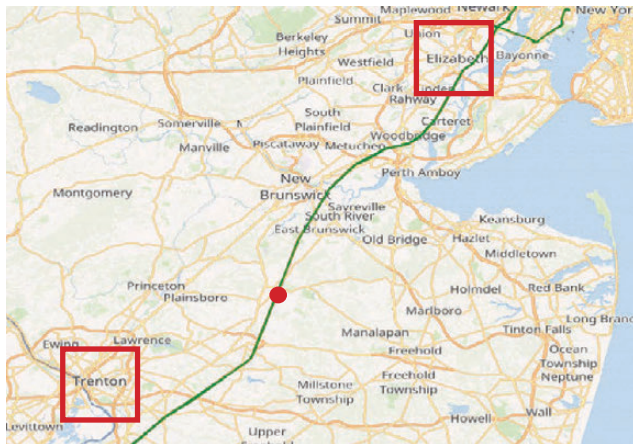 Maplewood
Newark
New York
Summit
Union
Berkeley
Heights
Westfield
Elizabeth
Bayonne
Plainfield
Clark
Linden
Rahway
South
Plainfield
Carteret
Readington
Somerville
Woodbridge
Manville
Piscataway
Metuchen
Perth Amboy
New
Brunswick
Montgomery
Sayreville
South River
East Brunswick
Keansburg
Old Bridge
Hazlet
Middletown
Princeton
Plainsboro
Holmdel
Red Bank
Marlboro
Long Branc
Tinton Falls
Ewing
Lawrence
Manalapan
Freehold
Ocean
Township
Neptune
Trenton
Millstone
Township
Freehold
Township
Levittown
Upper
Howell
Wall